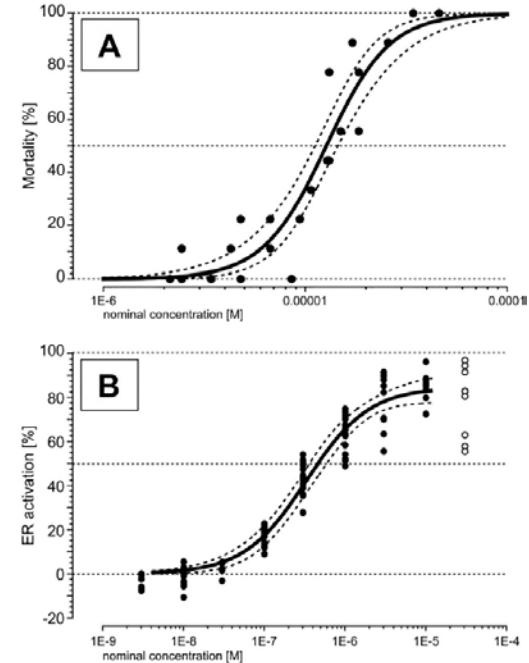 100
A
80
60
Mortality [%]
40
20
0
1E-6
0.00001
0.0001
nominal concentration [M]
100
B
80
60
ER activation [%]
40
20
0
-20
1E-9
1E-8
1E-7
1E-6
1E-5
1E-4
nominal concentration [M]